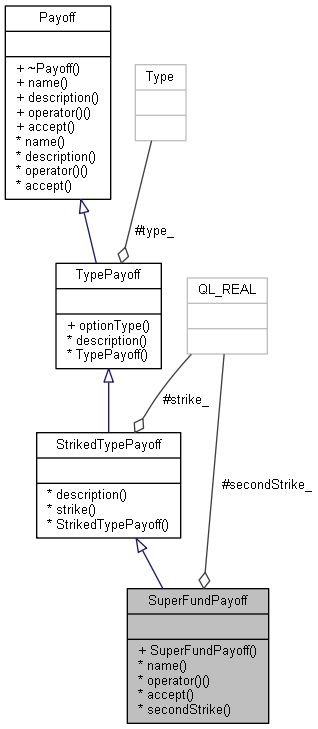 Payoff
+ ~Payoff()
+ name()
+ description()
+ operator()()
+ accept()
* name()
* description()
* operator()()
* accept()
Type
#type_
TypePayoff
+ optionType()
* description()
* TypePayoff()
QL_REAL
#strike_
StrikedTypePayoff
* description()
* strike()
* StrikedTypePayoff()
#secondStrike_
SuperFundPayoff
+ SuperFundPayoff()
* name()
* operator()()
* accept()
* secondStrike()